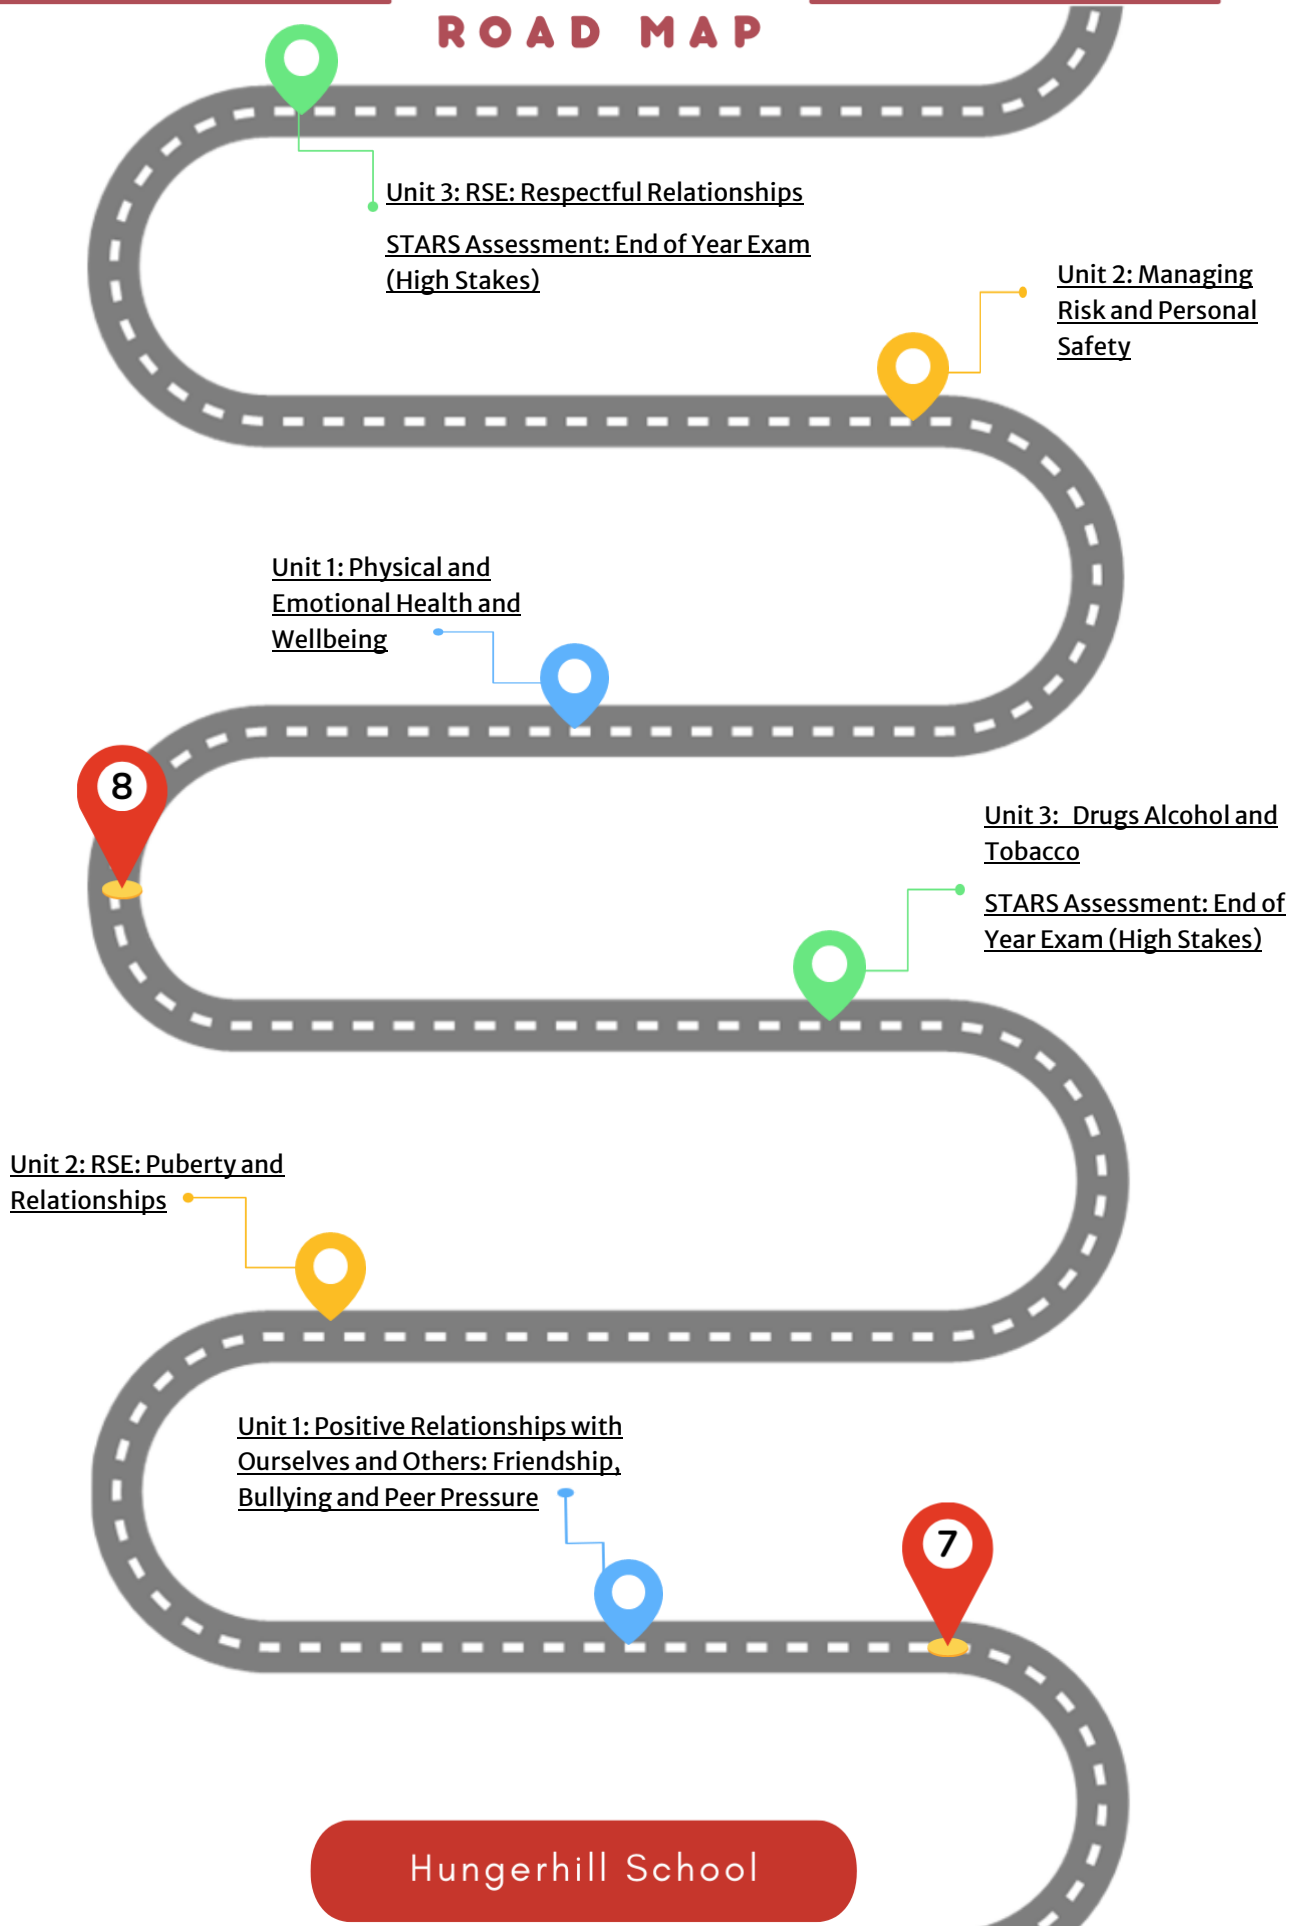 ROAD MAP
Unit 3: RSE: Respectful Relationships
STARS Assessment: End of Year Exam
(High Stakes)
Unit 2: Managing
Risk and Personal
Safety
Unit 1: Physical and
Emotional Health and
Wellbeing
8
Unit 3: Drugs Alcohol and
Tobacco
STARS Assessment: End of
Year Exam (High Stakes)
Unit 2: RSE: Puberty and
Relationships
Unit 1: Positive Relationships with
Ourselves and Others: Friendship,
Bullying and Peer Pressure
7
Hungerhill School